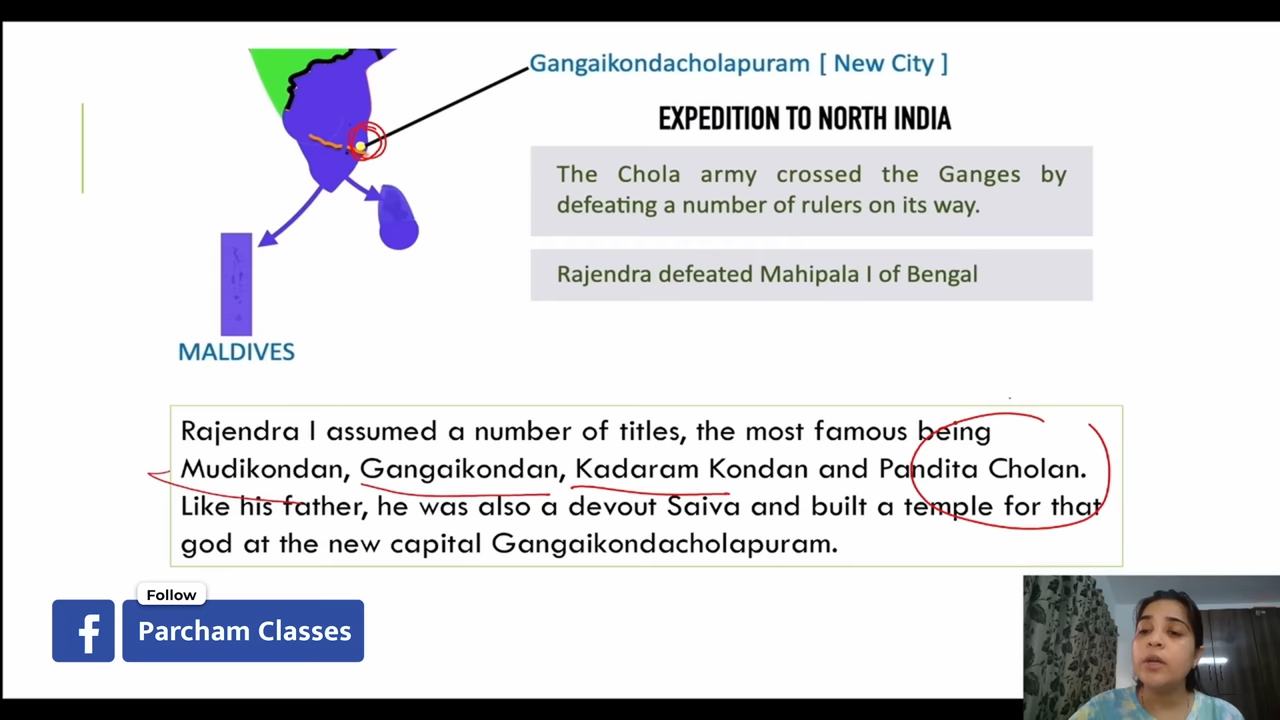 Gangaikondacholapuram [ New City ]
EXPEDITION TO NORTH INDIA
The Chola army crossed the Ganges by
defeating a number of rulers on its way.
Rajendra defeated Mahipala I of Bengal
MALDIVES
Rajendra I assumed a number of titles, the most famous being
Mudikondan, Gangaikondan, Kadaram Kondan and Pandita Cholan.
Like his father, he was also a devout Saiva and built a temple for that
god at the new capital Gangaikondacholapuram.
Follow
f Parcham Classes